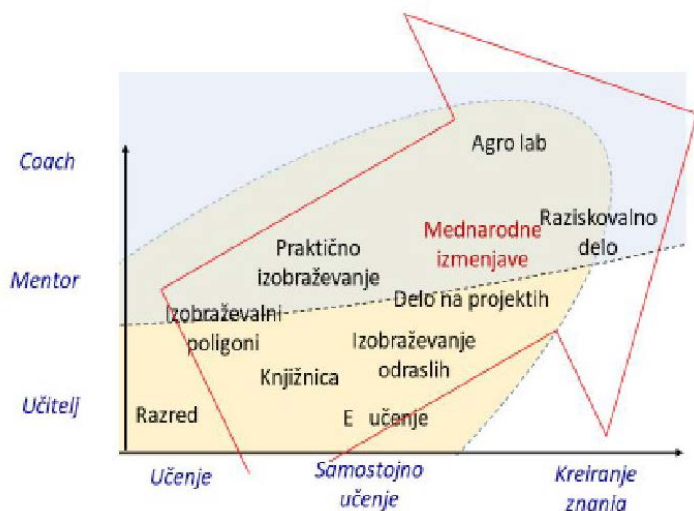 Coach
Agro lab
Mednarodne
izmenjave
Raziskovalno
delo
Praktično
izobraževanje
Mentor
Delo na projektih
Izobraževalni
poligoni
Izobraževanje
odraslih
Knjižnica
Učitelj
Razred
E učenje
Učenje
Samostojno
učenje
Kreiranje
znanja